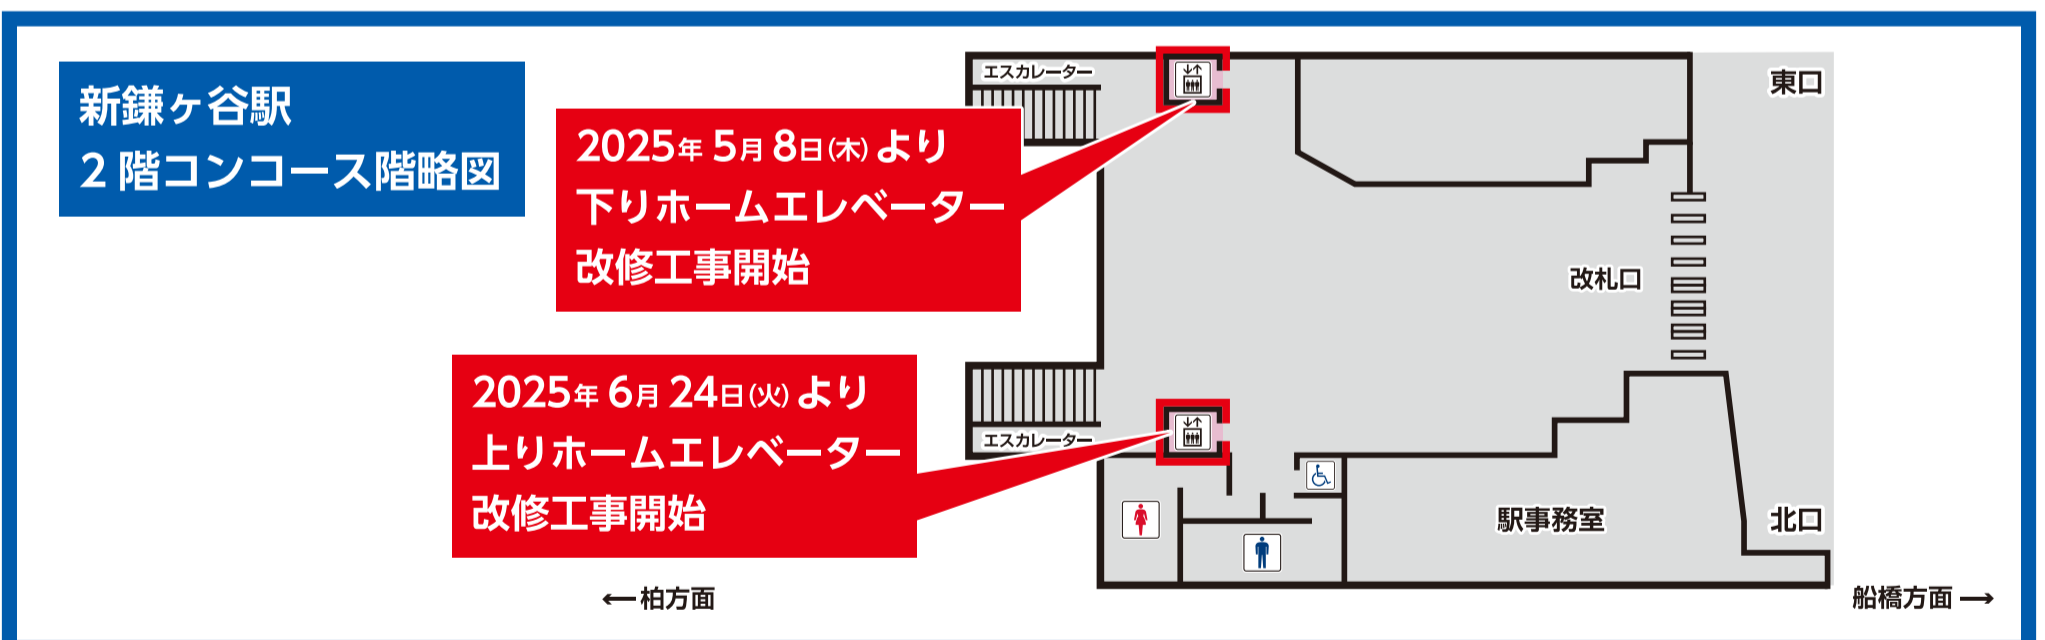 新鎌ヶ谷駅
2 階コンコース階略図
エスカレーター
2025年 5月 8日(木)より
下りホームエレベーター
改修工事開始
東口
改札口
2025年 6月 24日(火)より
上りホームエレベーター
改修工事開始
エスカレーター
駅事務室
北口
←柏方面
船橋方面→